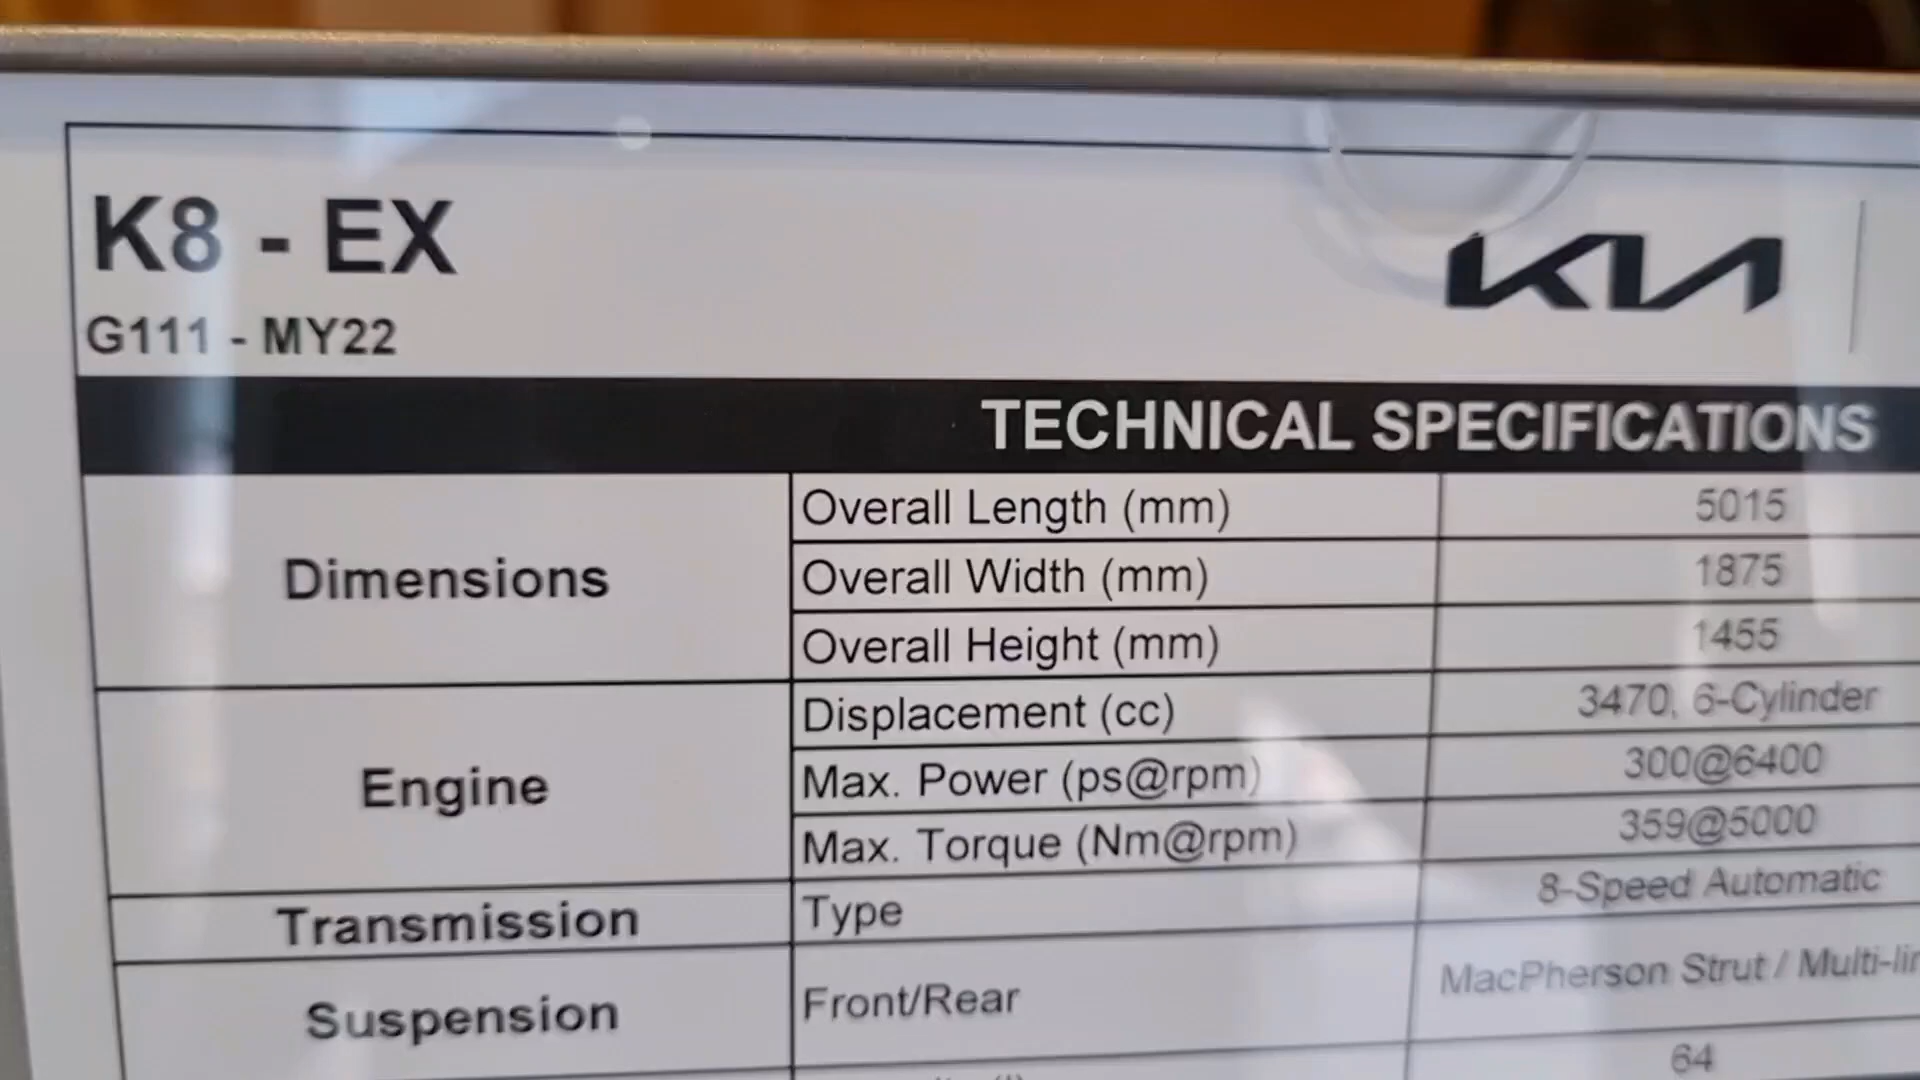 K8 - EX
KIA
G111 - MY22
TECHNICAL SPECIFICATIONS
Dimensions
Overall Length (mm) 5015
Overall Width (mm) 1875
Overall Height (mm) 1455
Engine
Displacement (cc) 3470, 6-Cylinder
Max. Power (ps@rpm) 300@6400
Max. Torque (Nm@rpm) 359@5000
Transmission Type 8-Speed Automatic
Suspension Front/Rear MacPherson Strut / Multi-lin
64